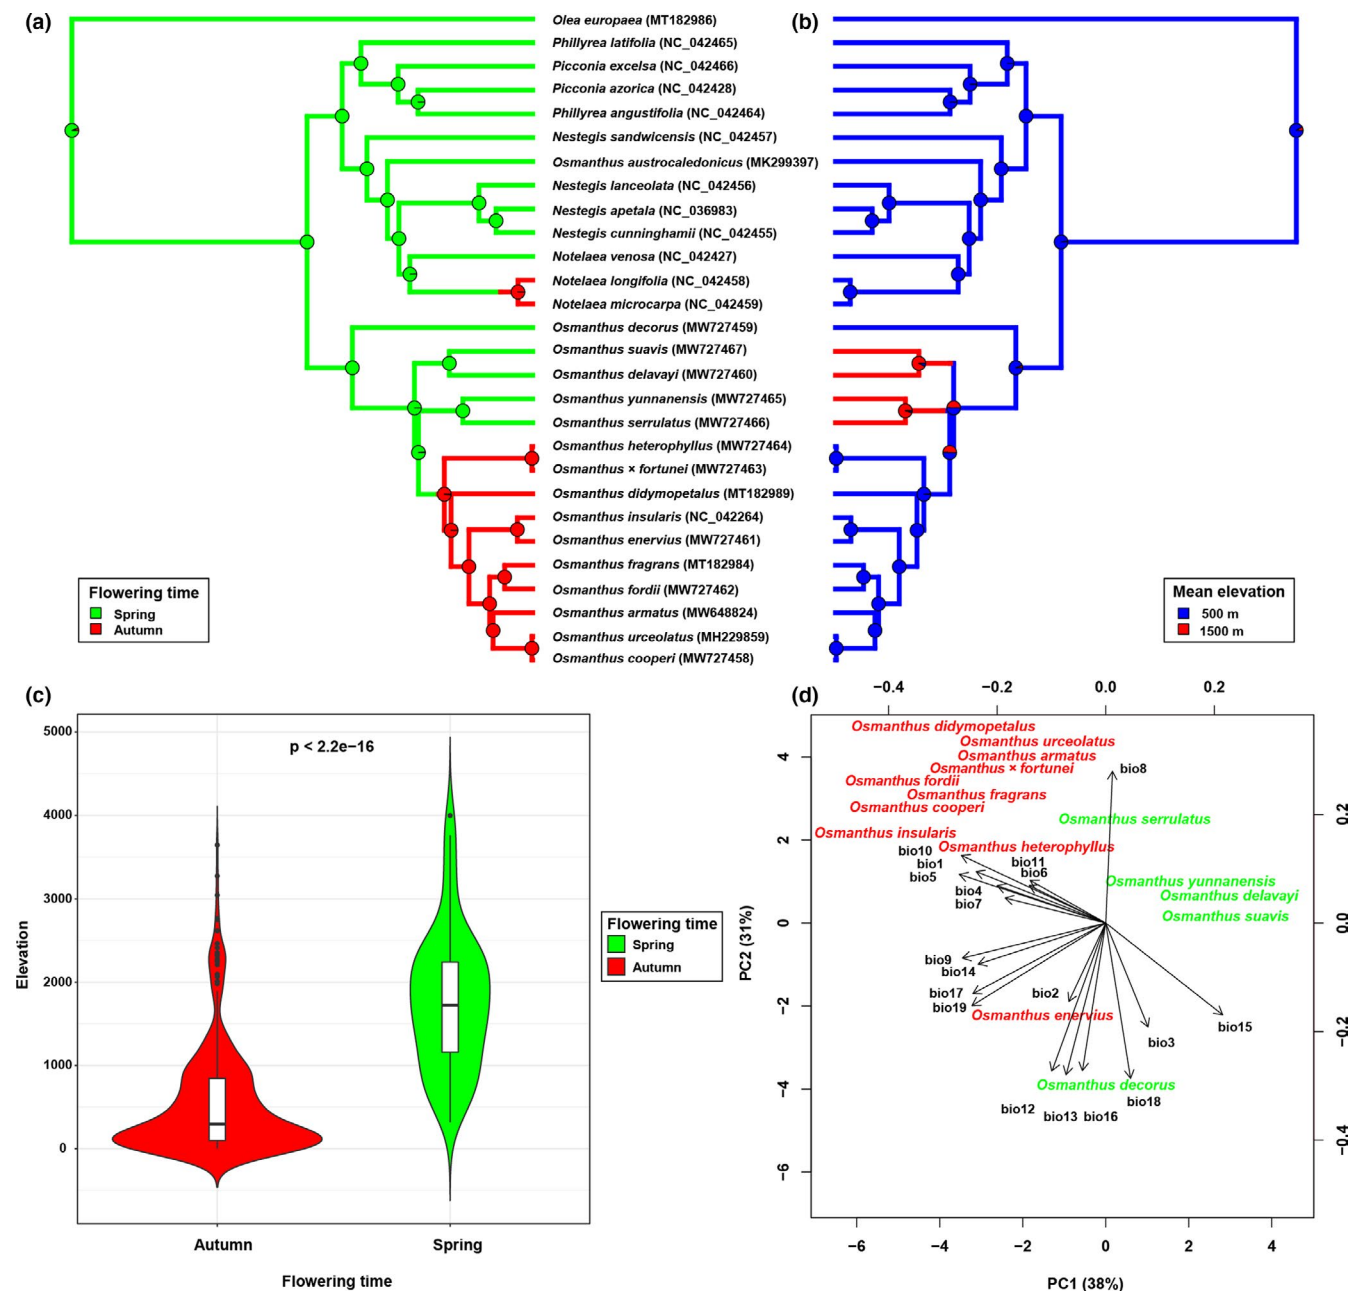 (a)
Olea europaea (MT182986)
Phillyrea latifolia (NC_042465)
Picconia excelsa (NC_042466)
Picconia azorica (NC_042428)
Phillyrea angustifolia (NC_042464)
Nestegis sandwicensis (NC_042457)
Osmanthus austrocaledonicus (MK299397)
Nestegis lanceolata (NC_042456)
Nestegis apetala (NC_036983)
Nestegis cunninghamii (NC_042455)
Notelaea venosa (NC_042427)
Notelaea longifolia (NC_042458)
Notelaea microcarpa (NC_042459)
Osmanthus decorus (MW727459)
Osmanthus suavis (MW727467)
Osmanthus delavayi (MW727460)
Osmanthus yunnanensis (MW727465)
Osmanthus serrulatus (MW727466)
Osmanthus heterophyllus (MW727464)
Osmanthus × fortunei (MW727463)
Osmanthus didymopetalus (MT182989)
Osmanthus insularis (NC_042264)
Osmanthus enervius (MW727461)
Osmanthus fragrans (MT182984)
Osmanthus fordii (MW727462)
Osmanthus armatus (MW648824)
Osmanthus urceolatus (MH229859)
Osmanthus cooperi (MW727458)
Flowering time
Spring
Autumn
(b)
Mean elevation
500 m
1500 m
(c)
p < 2.2e−16
5000
4000
3000
2000
1000
0
Elevation
Autumn
Spring
Flowering time
Flowering time
Spring
Autumn
(d)
−0.4
−0.2
0.0
0.2
Osmanthus didymopetalus
Osmanthus urceolatus
Osmanthus armatus
Osmanthus × fortunei
bio8
Osmanthus fordii
Osmanthus fragrans
Osmanthus cooperi
Osmanthus serrulatus
Osmanthus insularis
Osmanthus heterophyllus
bio10
bio1
bio11
bio5
bio6
bio4
bio7
Osmanthus yunnanensis
Osmanthus delavayi
Osmanthus suavis
bio9
bio14
bio17
bio2
bio19
Osmanthus enervius
bio15
bio3
Osmanthus decorus
bio12
bio13
bio16
bio18
4
2
0
−2
−4
−6
PC2 (31%)
0.2
0.0
−0.2
−0.4
−6
−4
−2
0
2
4
PC1 (38%)